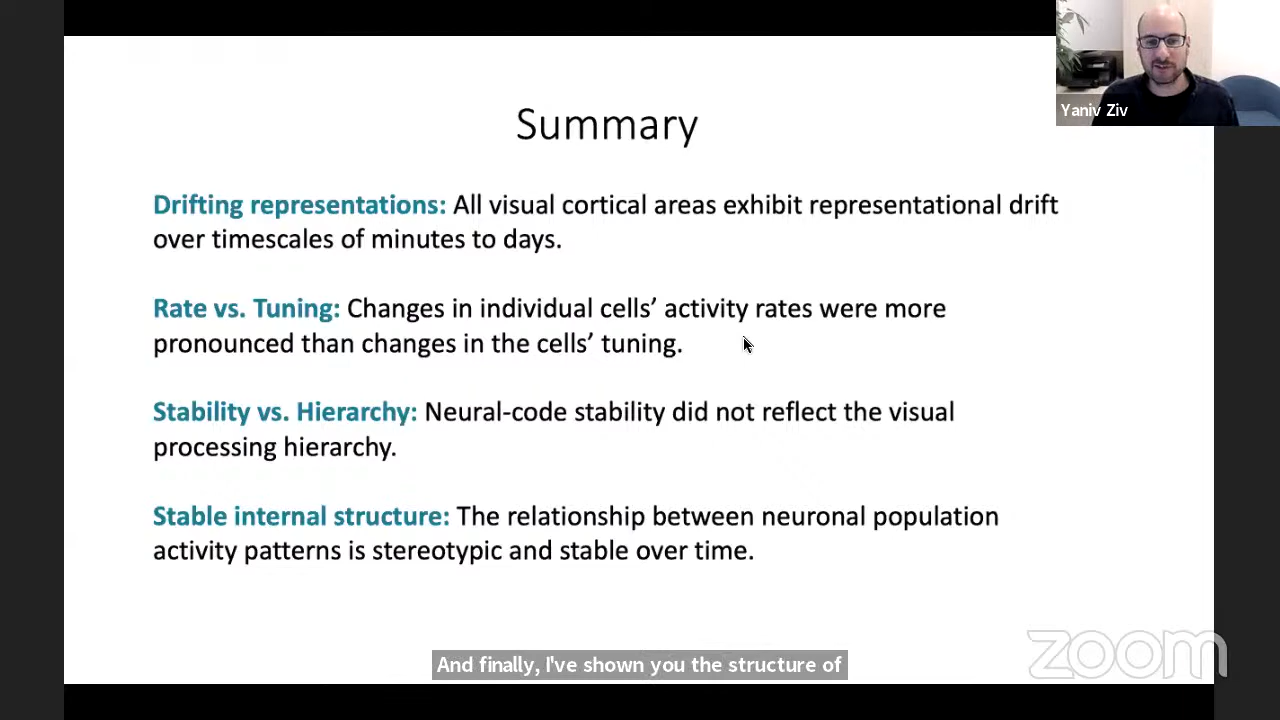 Yaniv Ziv
Summary
Drifting representations: All visual cortical areas exhibit representational drift
over timescales of minutes to days.
Rate vs. Tuning: Changes in individual cells’ activity rates were more
pronounced than changes in the cells’ tuning.
Stability vs. Hierarchy: Neural-code stability did not reflect the visual
processing hierarchy.
Stable internal structure: The relationship between neuronal population
activity patterns is stereotypic and stable over time.
And finally, I've shown you the structure of
zoom